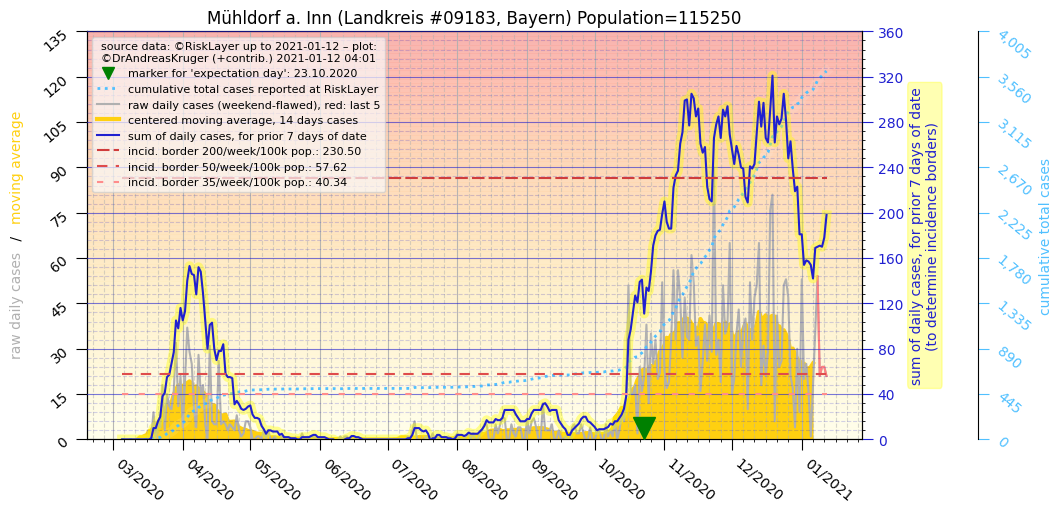 Mühldorf a. Inn (Landkreis #09183, Bayern) Population=115250
source data: ©RiskLayer up to 2021-01-12 – plot:
©DrAndreasKruger (+contrib.) 2021-01-12 04:01
marker for 'expectation day': 23.10.2020
cumulative total cases reported at RiskLayer
raw daily cases (weekend-flawed), red: last 5
centered moving average, 14 days cases
sum of daily cases, for prior 7 days of date
incid. border 200/week/100k pop.: 230.50
incid. border 50/week/100k pop.: 57.62
incid. border 35/week/100k pop.: 40.34
raw daily cases / moving average
135
120
105
90
75
60
45
30
15
0
360
320
280
240
200
160
120
80
40
0
sum of daily cases, for prior 7 days of date
(to determine incidence borders)
4,005
3,560
3,115
2,670
2,225
1,780
1,335
890
445
0
cumulative total cases
03/2020
04/2020
05/2020
06/2020
07/2020
08/2020
09/2020
10/2020
11/2020
12/2020
01/2021